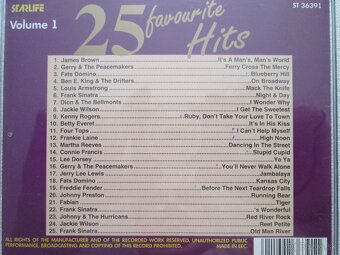 STARLIFE
ST 36391
Volume 1
25 favourite
Hits
1. James Brown ..It's A Man's, Man's World
2. Gerry & The Peacemakers Ferry Cross The Mercy
3. Fats Domino ..Blueberry Hill
4. Ben E. King & The Drifters On Broadway
5. Louis Armstrong Mack The Knife
6. Frank Sinatra Night & Day
7. Dion & The Bellmonts I Wonder Why
8. Jackie Wilson ..I Get The Sweetest
9. Kenny Rogers ..Ruby, Don't Take Your Love To Town
10. Betty Everet ..It's In His Kiss
11. Four Tops ..I Can't Help Myself
12. Frankie Laine High Noon
13. Martha Reeves Dancing In The Street
14. Connie Francis ..Stupid Cupid
15. Lee Dorsey Ya Ya
16. Gerry & The Peacemakers ..You'll Never Walk Alone
17. Jerry Lee Lewis Jambalaya
18. Fats Domino Kansas City
19. Freddie Fender Before The Next Teardrop Falls
20. Johnny Preston Running Bear
21. Fabian Tiger
22. Frank Sinatra 's Wonderful
23. Johnny & The Hurricans Red River Rock
24. Jackie Wilson Reet Petite
25. Frank Sinatra Old Man River
ALL RIGHTS OF THE MANUFACTURER AND OF THE RECORDED WORK RESERVED. UNAUTHORIZED PUBLIC
PERFORMANCE, BROADCASTING AND COPYING OF THIS RECORD PROHIBITED. MADE IN EEC.